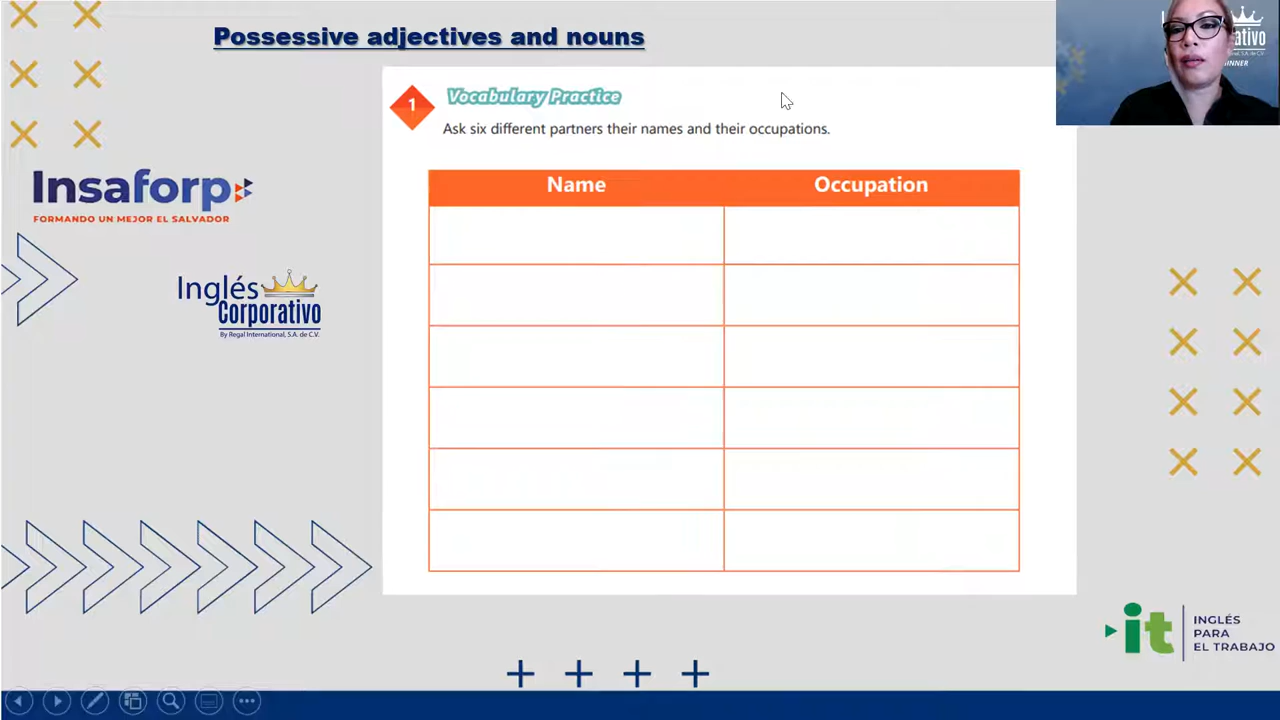 Possessive adjectives and nouns
1
Vocabulary Practice
Ask six different partners their names and their occupations.
Name
Occupation
Insaforp
FORMANDO UN MEJOR EL SALVADOR
Inglés
Corporativo
By Regal International, S.A. de C.V.
it
INGLÉS
PARA
EL TRABAJO